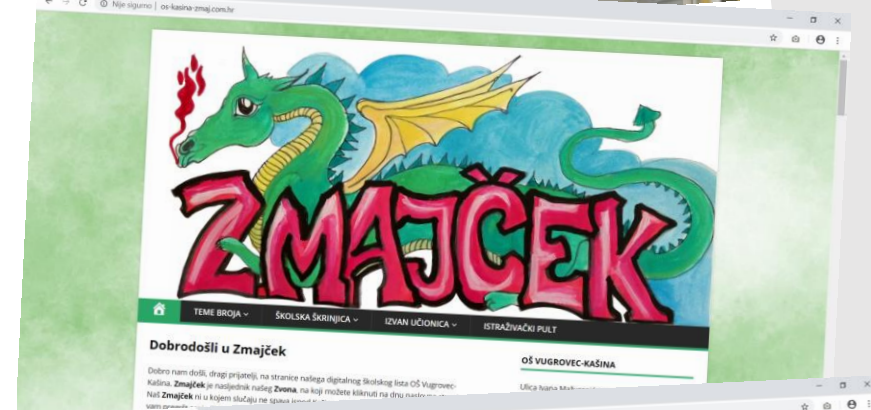 Nije sigurno | os-kasina-zmaj.com.hr
ZMAJČEK
TEME BROJA
ŠKOLSKA ŠKRINJICA
IZVAN UČIONICA
ISTRAŽIVAČKI PULT
Dobrodošli u Zmajček
Dobro nam došli, dragi prijatelji, na stranice našega digitalnog školskog lista OŠ Vugrovec-
Kašina. Zmajček je nasljednik našeg Zvona, na koji možete kliknuti na dnu
Naš Zmajček ni u kojem slučaju ne spava
vam
OŠ VUGROVEC-KAŠINA
Ulica Ivana